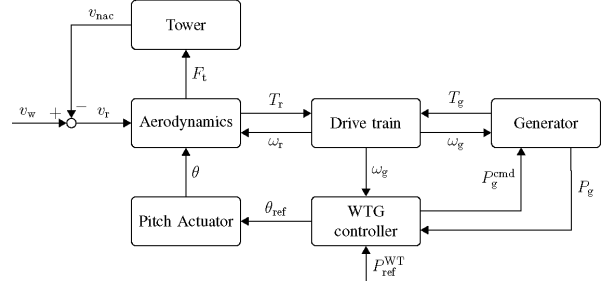 v_nac
Tower
F_t
v_w
+
−
v_r
Aerodynamics
T_r
ω_r
Drive train
T_g
ω_g
Generator
θ
ω_g
P_g^cmd
P_g
Pitch Actuator
θ_ref
WTG
controller
P_ref^WT